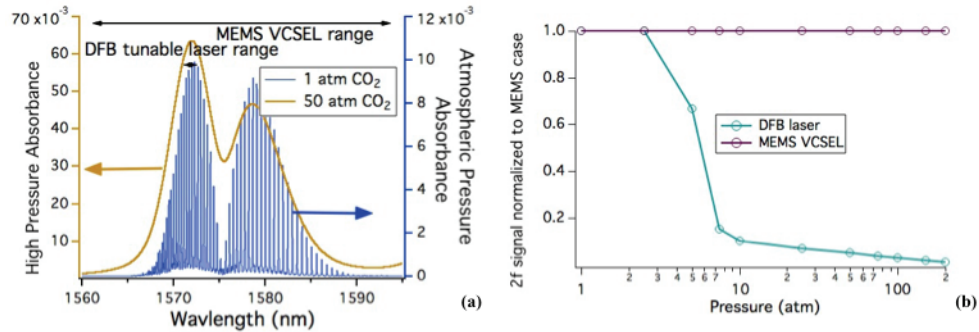 70 x10⁻³
60
50
40
30
20
10
High Pressure Absorbance
MEMS VCSEL range
DFB tunable laser range
1 atm CO₂
50 atm CO₂
12 x10⁻³
10
8
6
4
2
0
Atmospheric Pressure
Absorbance
1560
1570
1580
1590
Wavlength (nm)
(a)
2f signal normalized to MEMS case
1.0
0.8
0.6
0.4
0.2
DFB laser
MEMS VCSEL
1
2
4
5
6
7
10
2
4
5
6
7
100
2
Pressure (atm)
(b)